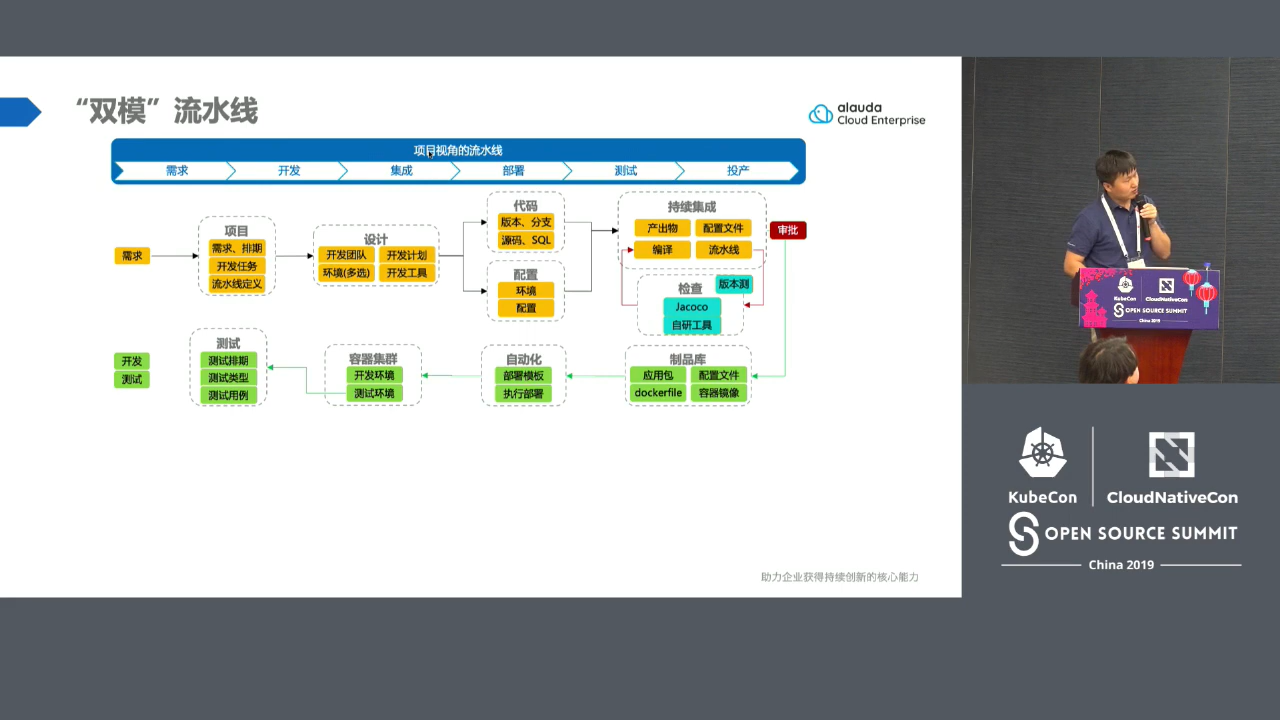 “双模”流水线
alauda
Cloud Enterprise
项目视角的流水线
需求
开发
集成
部署
测试
投产
需求
项目
需求、排期
开发任务
流水线定义
设计
开发团队
开发计划
环境(多选)
开发工具
代码
版本、分支
源码、SQL
配置
环境
配置
持续集成
产出物
配置文件
编译
流水线
审批
检查
版本测
Jacoco
自研工具
开发
测试
测试
测试排期
测试类型
测试用例
容器集群
开发环境
测试环境
自动化
部署模板
执行部署
制品库
应用包
配置文件
dockerfile
容器镜像
助力企业获得持续创新的核心能力
KubeCon
CloudNativeCon
OPEN SOURCE SUMMIT
China 2019
KubeCon
CloudNativeCon
OPEN SOURCE SUMMIT
China 2019